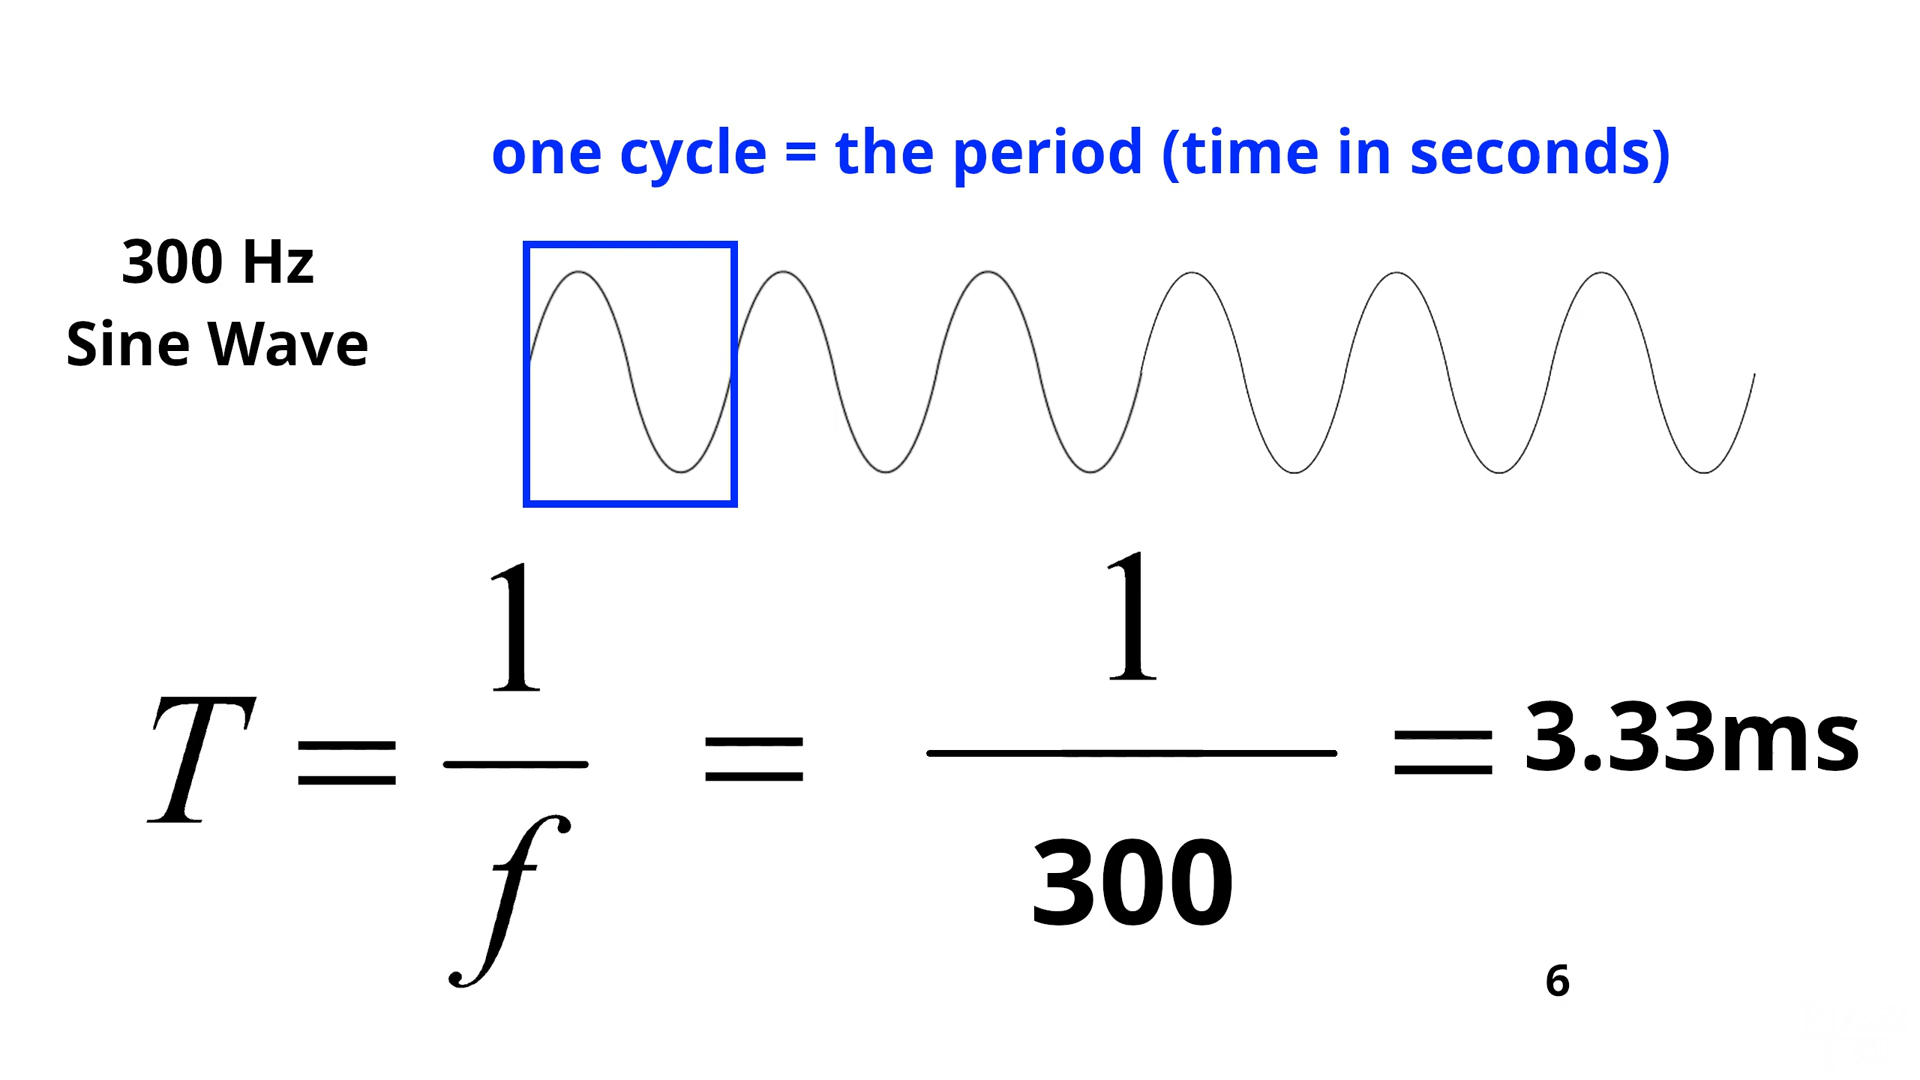 one cycle = the period (time in seconds)
300 Hz
Sine Wave
T = 1/f = 1/300 = 3.33ms
6